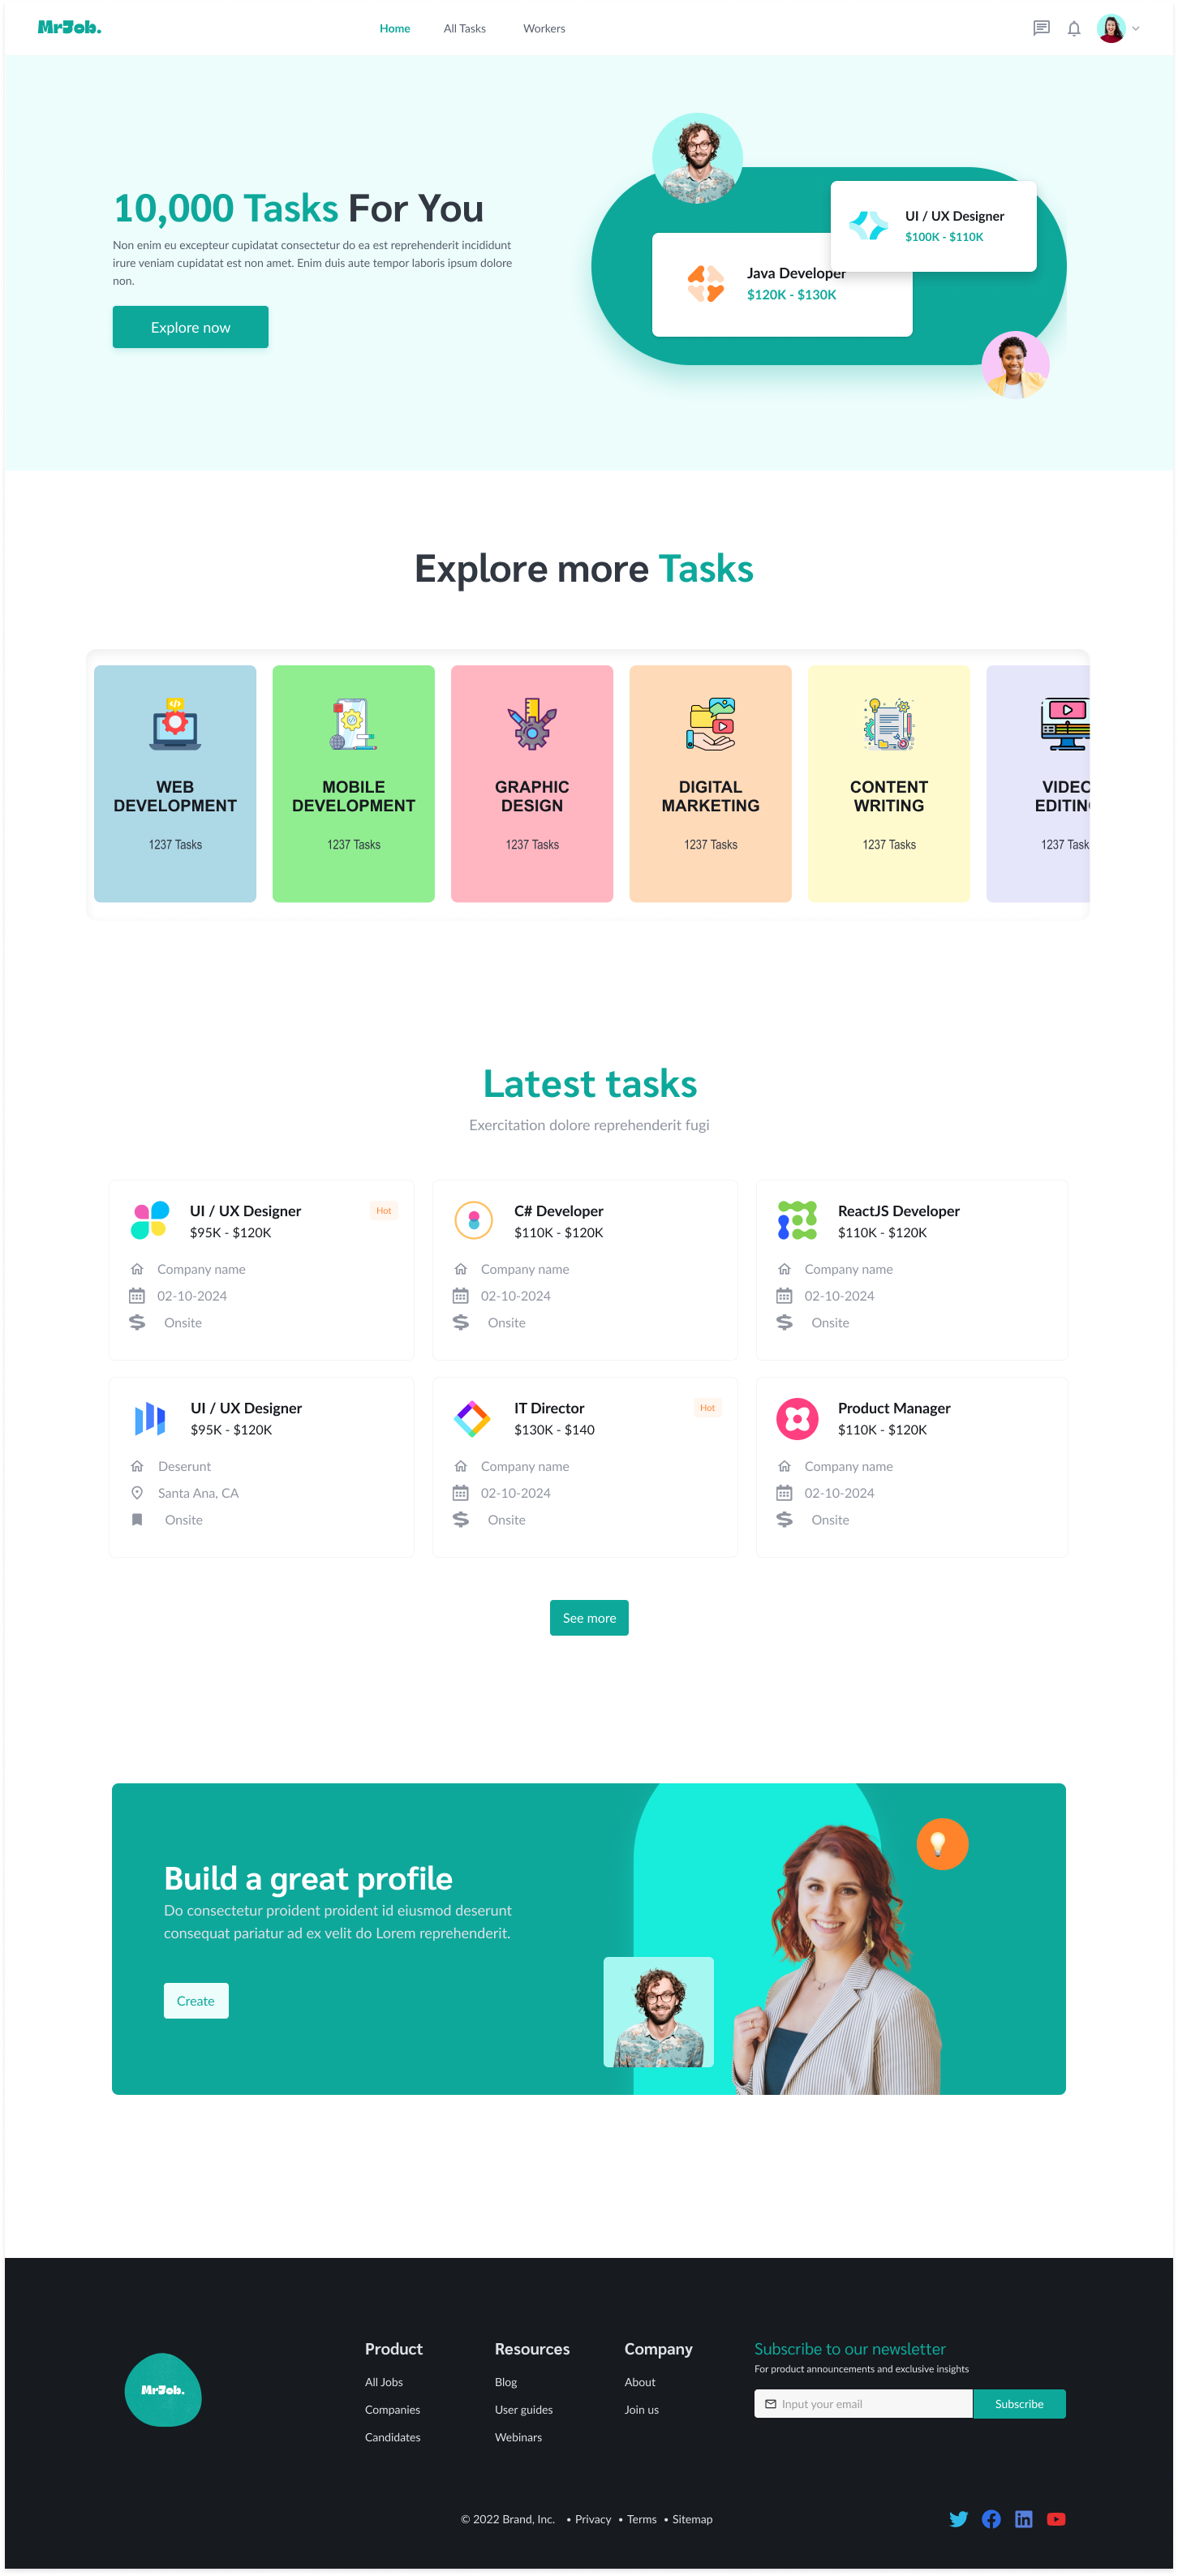 MrJob.
Home
All Tasks
Workers
10,000 Tasks For You
Non enim eu excepteur cupidatat consectetur do ea est reprehenderit incididunt
irure veniam cupidatat est non amet. Enim duis aute tempor laboris ipsum dolore
non.
Explore now
UI / UX Designer
$100K - $110K
Java Developer
$120K - $130K
Explore more Tasks
WEB
DEVELOPMENT
1237 Tasks
MOBILE
DEVELOPMENT
1237 Tasks
GRAPHIC
DESIGN
1237 Tasks
DIGITAL
MARKETING
1237 Tasks
CONTENT
WRITING
1237 Tasks
VIDEO
EDITIN
1237 Task
Latest tasks
Exercitation dolore reprehenderit fugi
UI / UX Designer
Hot
$95K - $120K
Company name
02-10-2024
Onsite
C# Developer
$110K - $120K
Company name
02-10-2024
Onsite
ReactJS Developer
$110K - $120K
Company name
02-10-2024
Onsite
UI / UX Designer
$95K - $120K
Deserunt
Santa Ana, CA
Onsite
IT Director
Hot
$130K - $140
Company name
02-10-2024
Onsite
Product Manager
$110K - $120K
Company name
02-10-2024
Onsite
See more
Build a great profile
Do consectetur proident proident id eiusmod deserunt
consequat pariatur ad ex velit do Lorem reprehenderit.
Create
MrJob.
Product
All Jobs
Companies
Candidates
Resources
Blog
User guides
Webinars
Company
About
Join us
Subscribe to our newsletter
For product announcements and exclusive insights
Input your email
Subscribe
© 2022 Brand, Inc. • Privacy • Terms • Sitemap